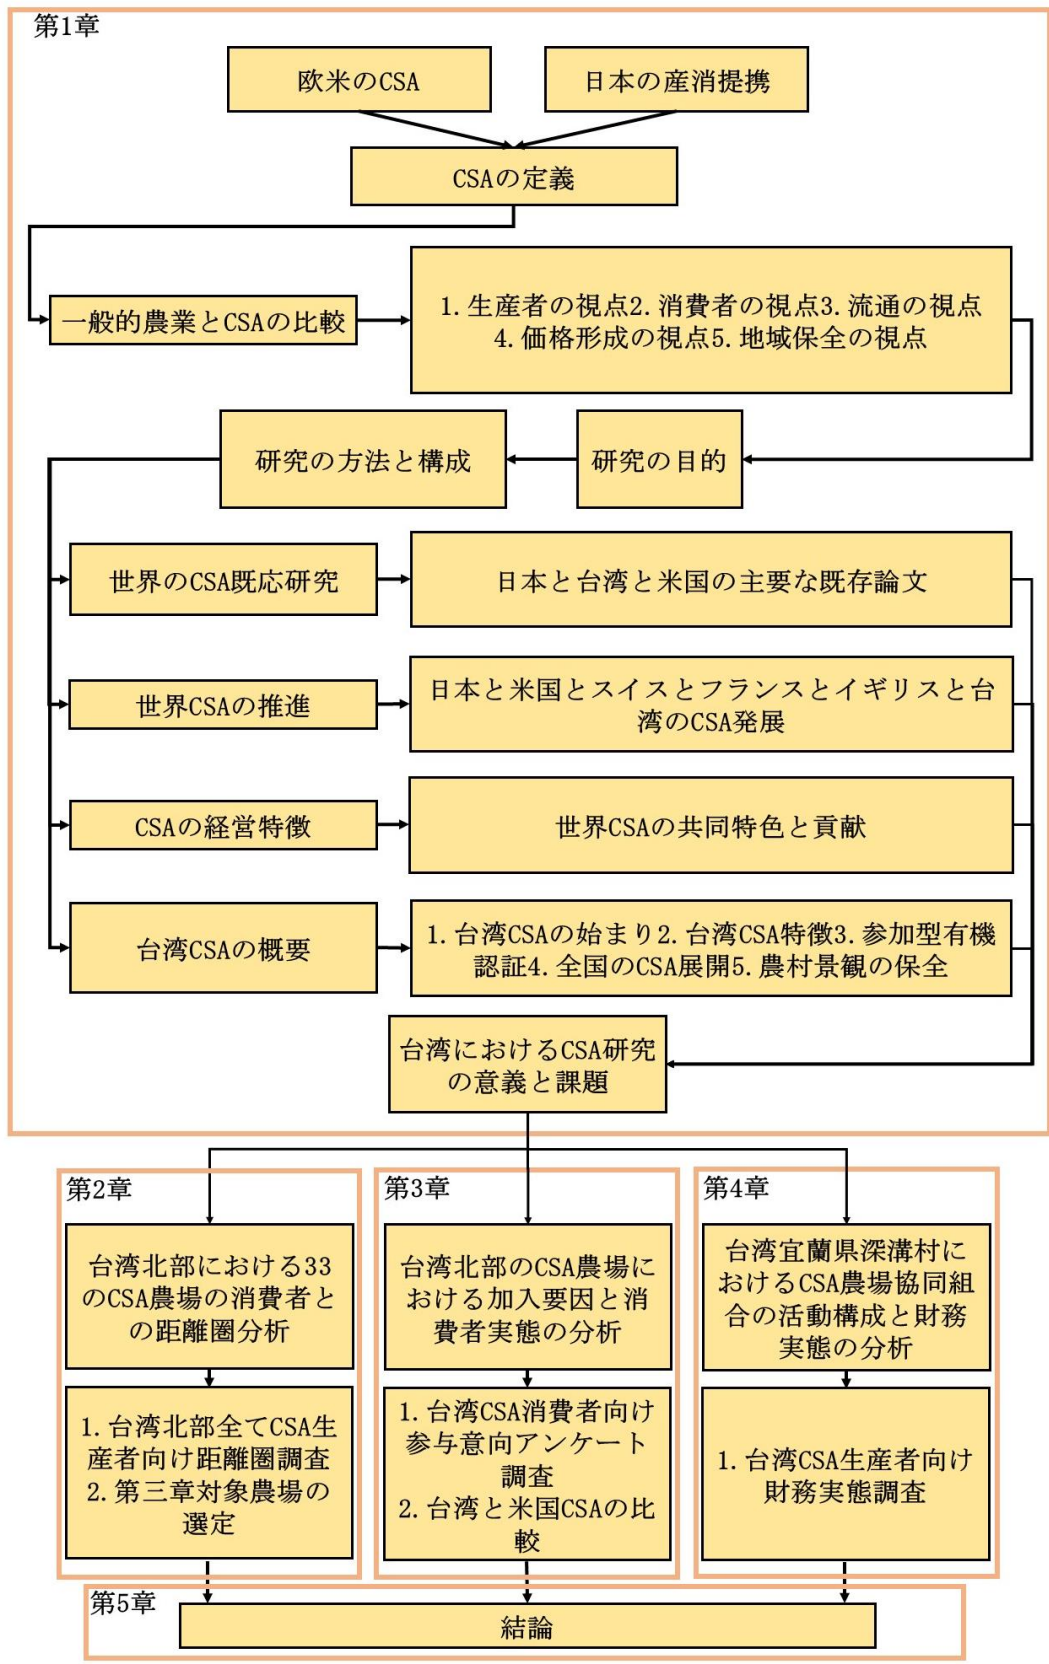 第1章
欧米のCSA
日本の産消提携
CSAの定義
一般的農業とCSAの比較
1.生産者の視点2.消費者の視点3.流通の視点
4.価格形成の視点5.地域保全の視点
研究の方法と構成
研究の目的
世界のCSA既応研究
日本と台湾と米国の主要な既存論文
世界CSAの推進
日本と米国とスイスとフランスとイギリスと台
湾のCSA発展
CSAの経営特徴
世界CSAの共同特色と貢献
台湾CSAの概要
1.台湾CSAの始まり2.台湾CSA特徴3.参加型有機
認証4.全国のCSA展開5.農村景観の保全
台湾におけるCSA研究
の意義と課題
第2章
台湾北部における33
のCSA農場の消費者と
の距離圏分析
1.台湾北部全てCSA生
産者向け距離圏調査
2.第三章対象農場の
選定
第3章
台湾北部のCSA農場に
おける加入要因と消
費者実態の分析
1.台湾CSA消費者向け
参与意向アンケート
調査
2.台湾と米国CSAの比
較
第4章
台湾宜蘭県深溝村に
おけるCSA農場協同組
合の活動構成と財務
実態の分析
1.台湾CSA生産者向け
財務実態調査
第5章
結論